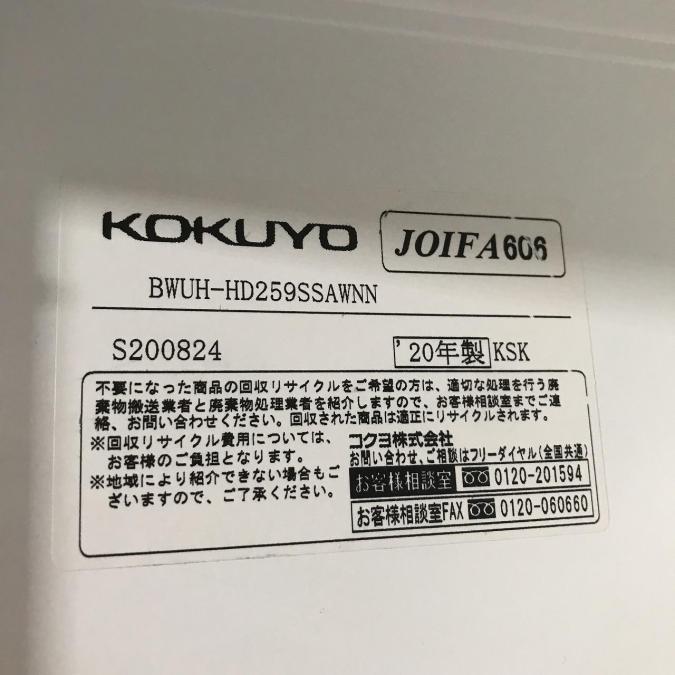 KOKUYO JOIFA606
BWUH-HD259SSAWNN
S200824 '20年製 KSK
不要になった商品の回収リサイクルをご希望の方は、適切な処理を行う廃
棄物搬送業者と廃棄物処理業者を紹介しますので、お客様相談室までご連
絡、お問い合わせください。回収された商品は適正にリサイクルされます。
※回収リサイクル費用については、
お客様のご負担となります。
※地域により紹介できない場合もご
ざいますので、ご了承ください。
コクヨ株式会社
お問い合わせ、ご相談はフリーダイヤル(全国共通)
お客様相談室 0120-201594
お客様相談室FAX 0120-060660